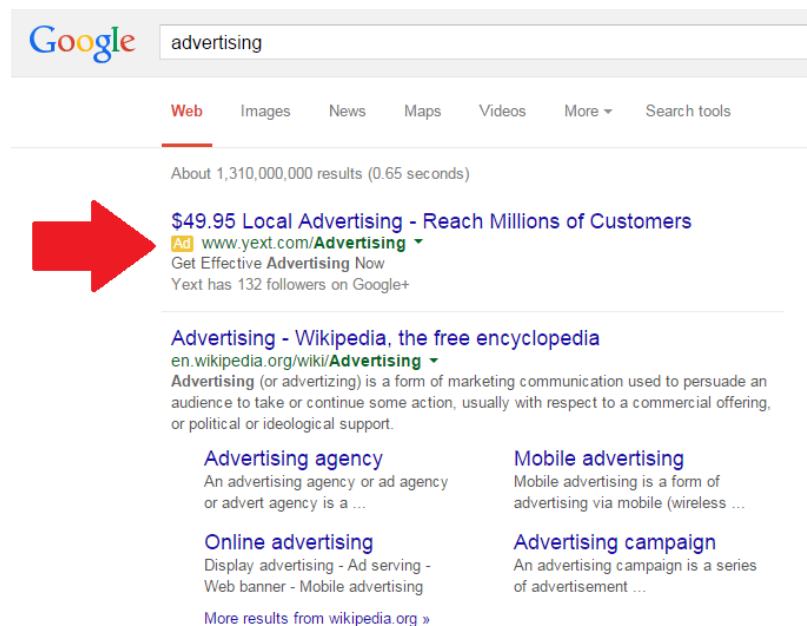 Google advertising
Web Images News Maps Videos More Search tools
About 1,310,000,000 results (0.65 seconds)
$49.95 Local Advertising - Reach Millions of Customers
Ad www.yext.com/Advertising
Get Effective Advertising Now
Yext has 132 followers on Google+
Advertising - Wikipedia, the free encyclopedia
en.wikipedia.org/wiki/Advertising
Advertising (or advertizing) is a form of marketing communication used to persuade an
audience to take or continue some action, usually with respect to a commercial offering,
or political or ideological support.
Advertising agency
An advertising agency or ad agency
or advert agency is a ...
Mobile advertising
Mobile advertising is a form of
advertising via mobile (wireless ...
Online advertising
Display advertising - Ad serving -
Web banner - Mobile advertising
Advertising campaign
An advertising campaign is a series
of advertisement ...
More results from wikipedia.org »